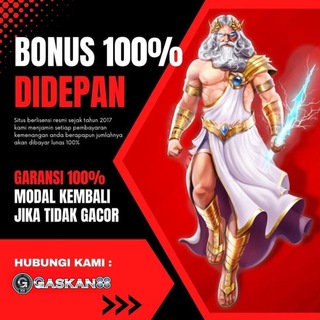 BONUS 100%
DIDEPAN
Situs berlisensi resmi sejak tahun 2017
kami menjamin setiap pembayaran
kemenangan anda berapapun jumlahnya
akan dibayar lunas 100%
GARANSI 100%
MODAL KEMBALI
JIKA TIDAK GACOR
HUBUNGI KAMI :
GASKAN88